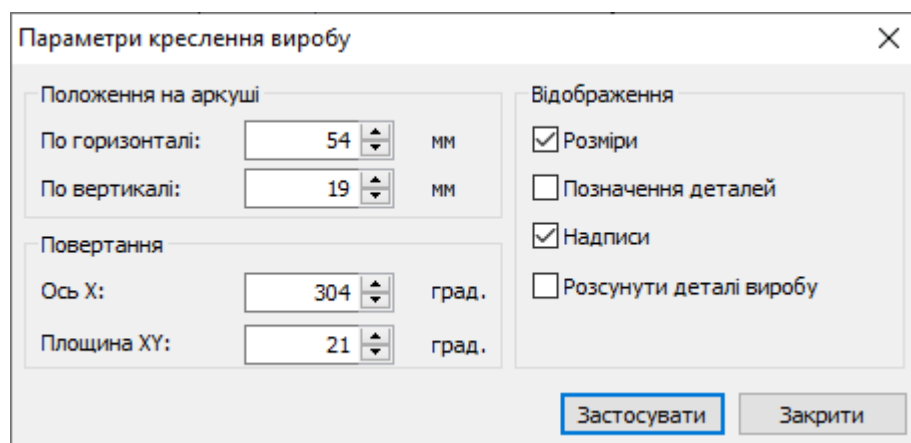 Параметри креслення виробу
Положення на аркуші
По горизонталі: 54 мм
По вертикалі: 19 мм
Повертання
Ось X: 304 град.
Площина XY: 21 град.
Відображення
Розміри
Позначення деталей
Надписи
Розсунути деталі виробу
Застосувати Закрити